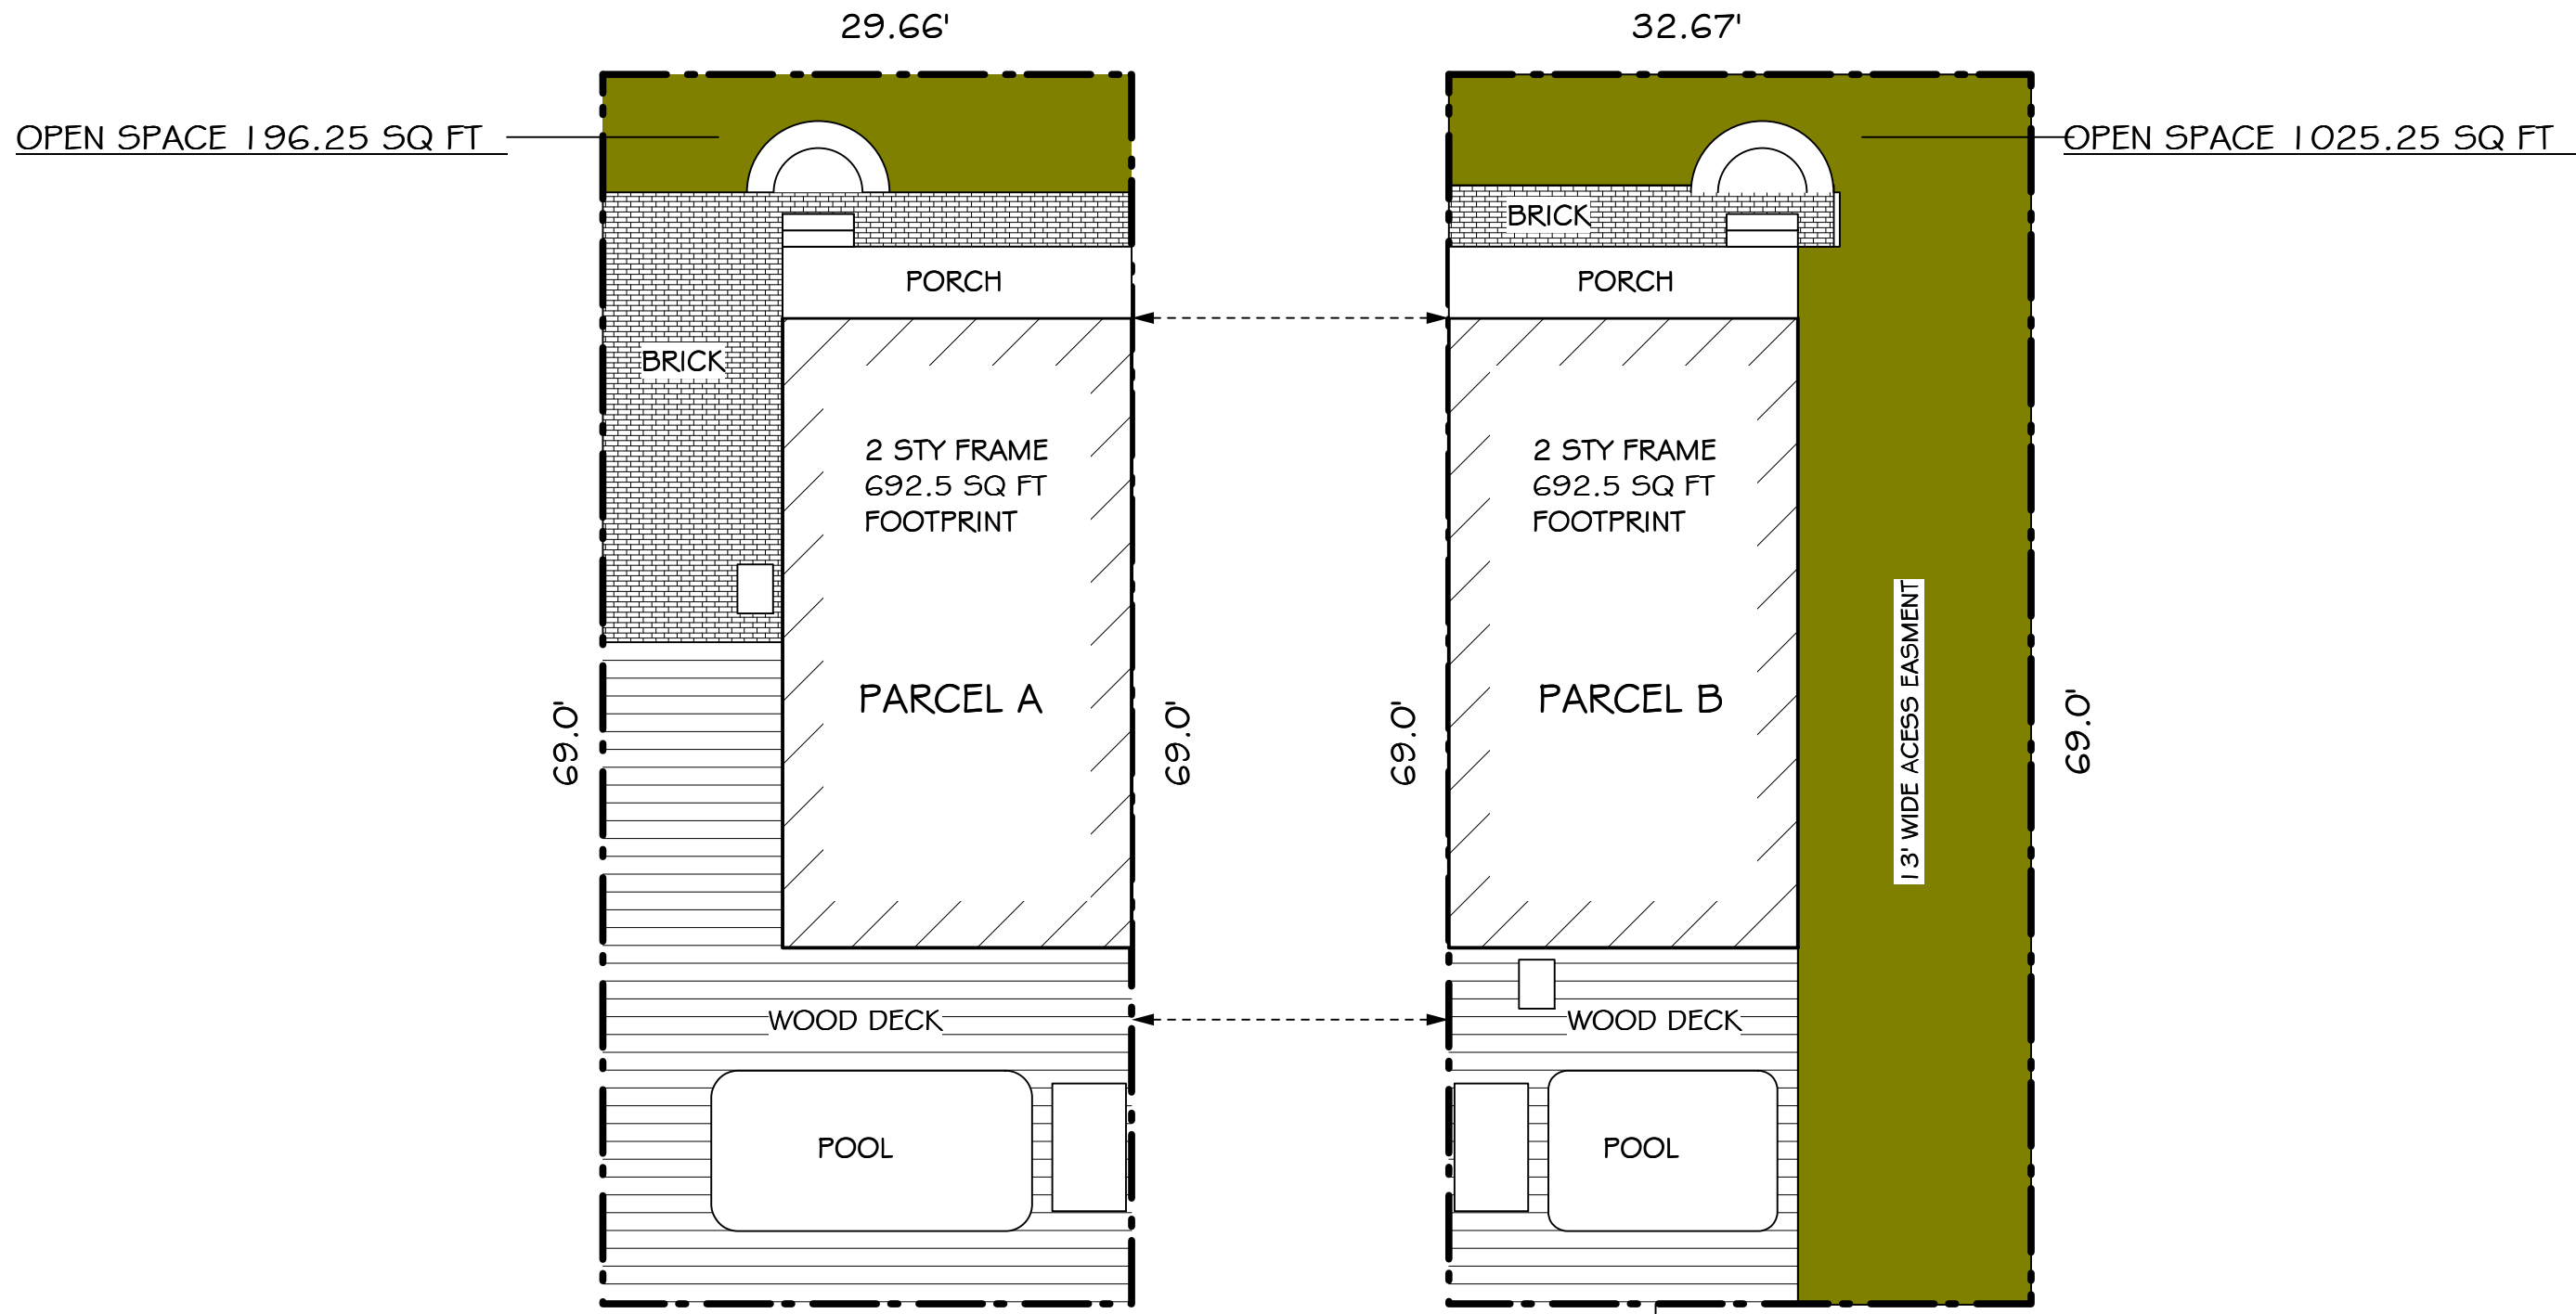 29.66'
32.67'
OPEN SPACE 196.25 SQ FT
OPEN SPACE 1025.25 SQ FT
BRICK
PORCH
PORCH
BRICK
2 STY FRAME
692.5 SQ FT
FOOTPRINT
2 STY FRAME
692.5 SQ FT
FOOTPRINT
13' WIDE ACESS EASMENT
PARCEL A
PARCEL B
69.0'
69.0'
69.0'
69.0'
WOOD DECK
WOOD DECK
POOL
POOL